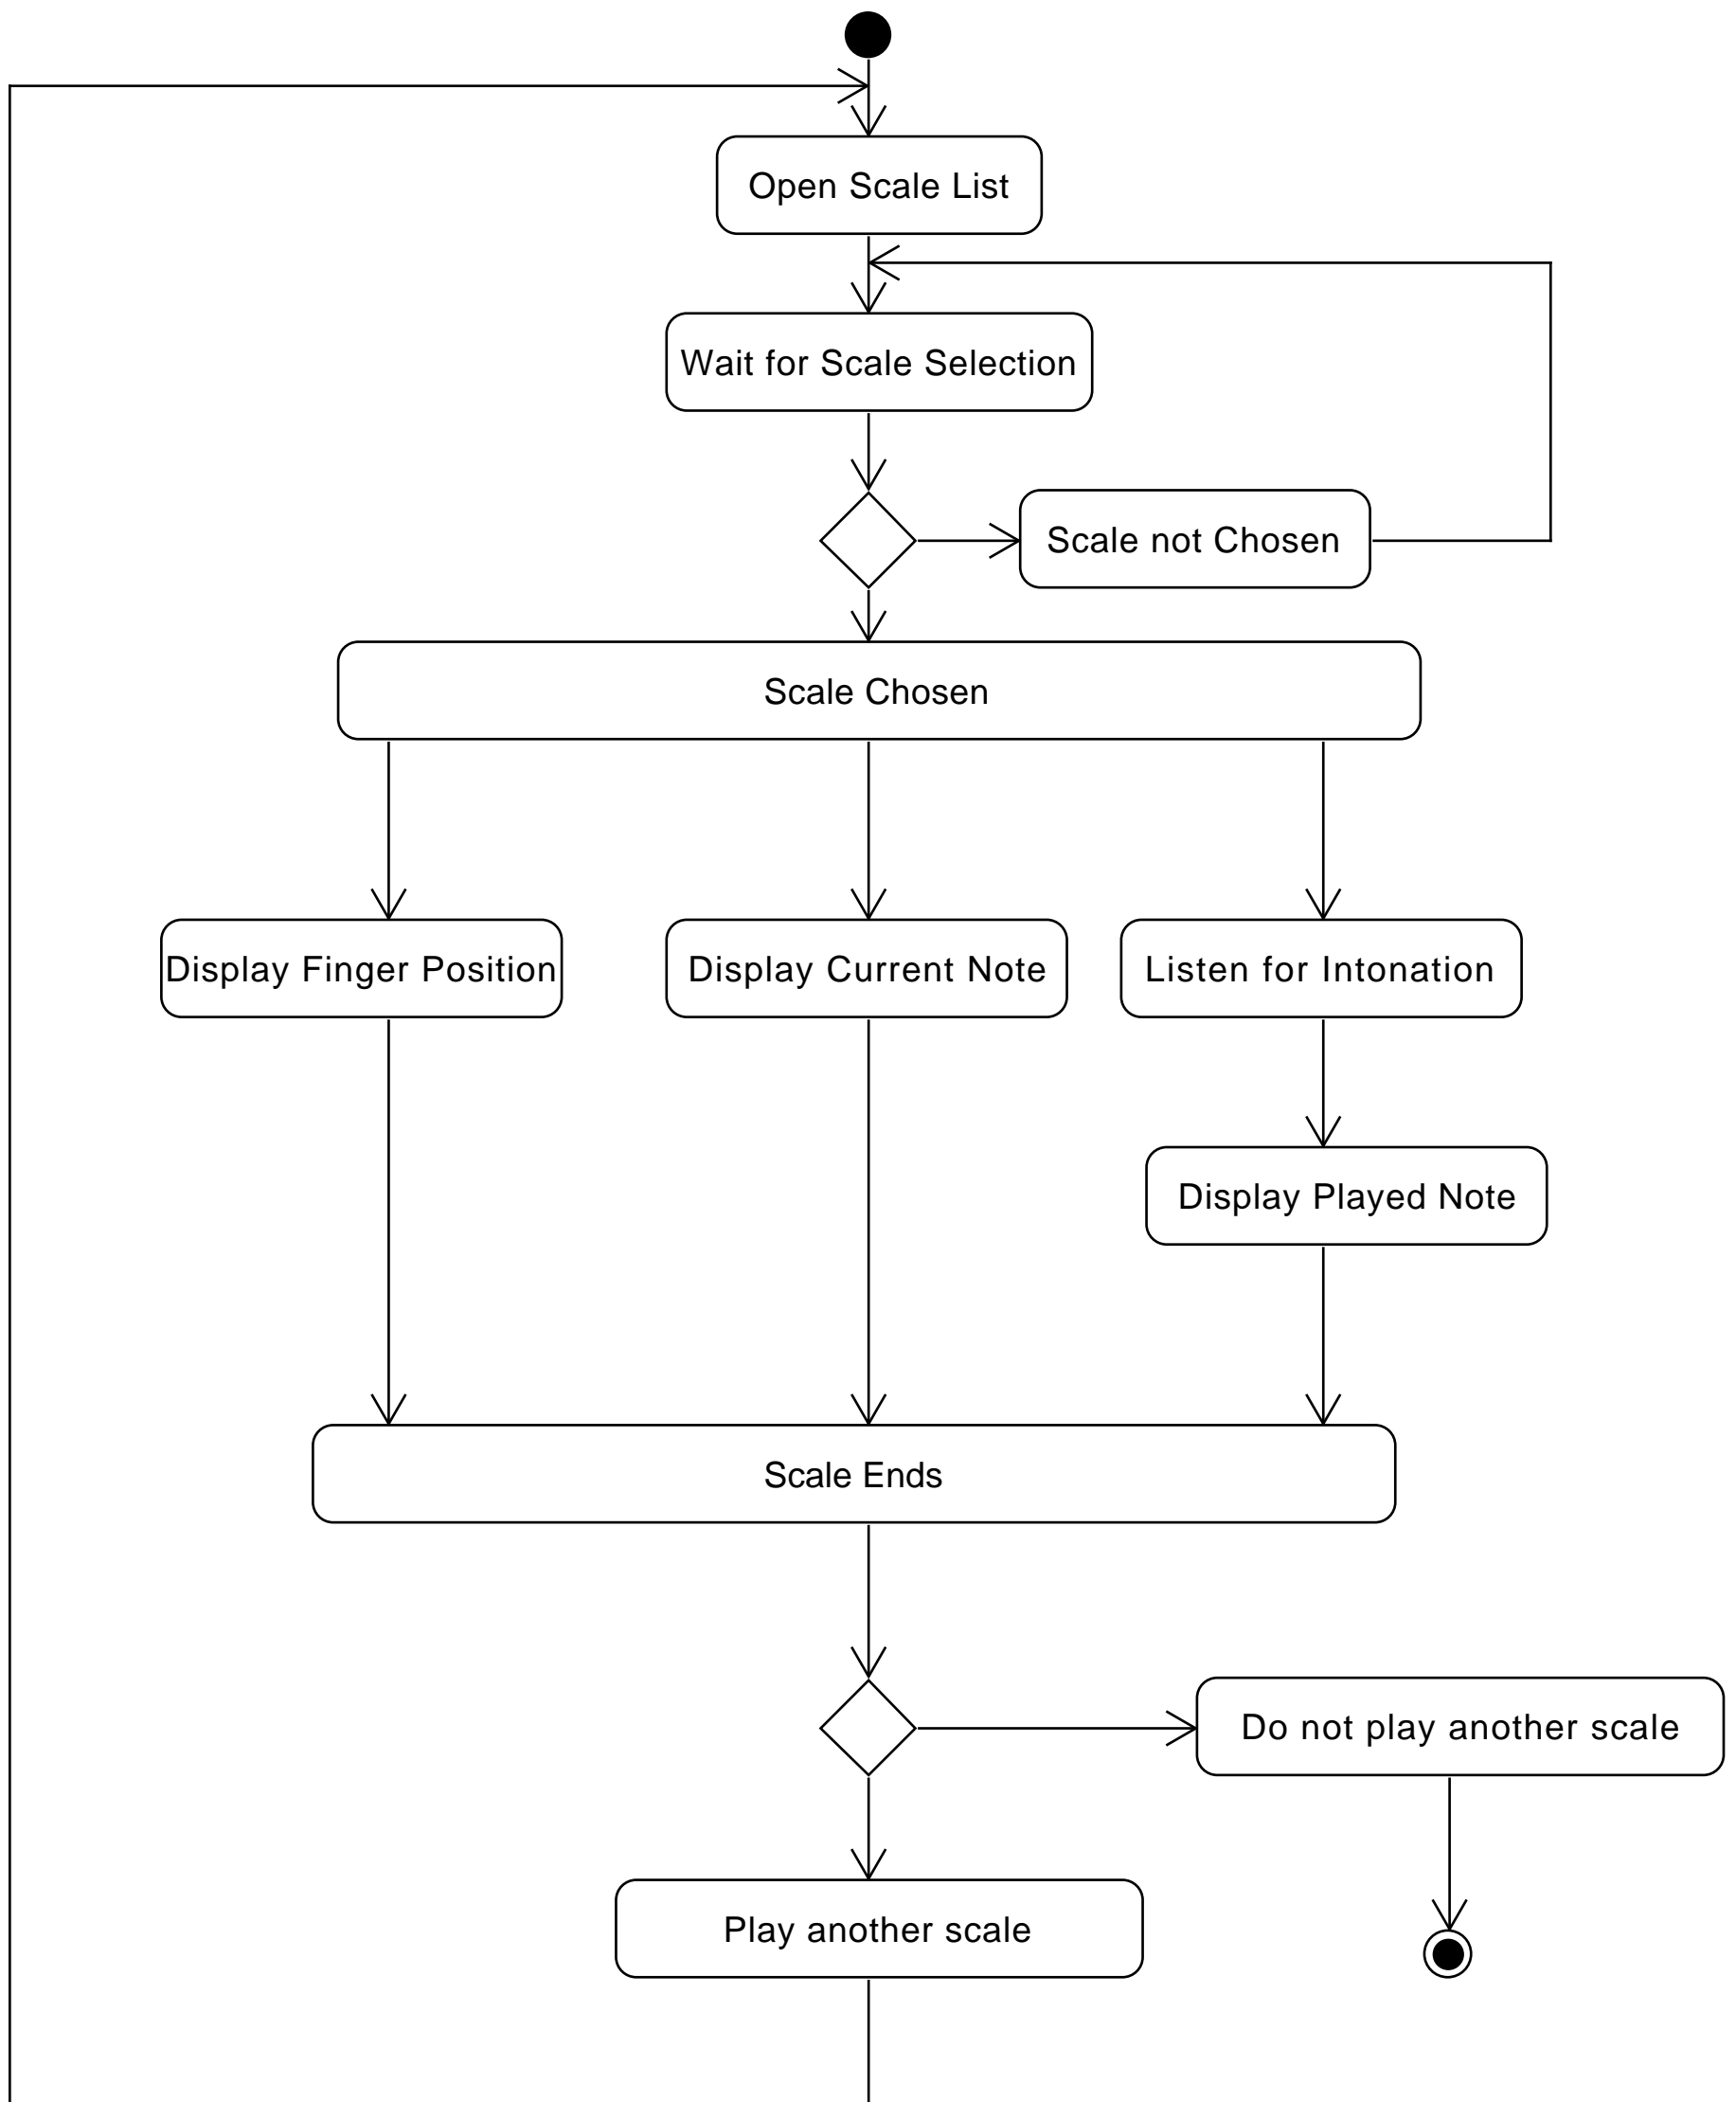 Open Scale List
Wait for Scale Selection
Scale not Chosen
Scale Chosen
Display Finger Position
Display Current Note
Listen for Intonation
Display Played Note
Scale Ends
Do not play another scale
Play another scale